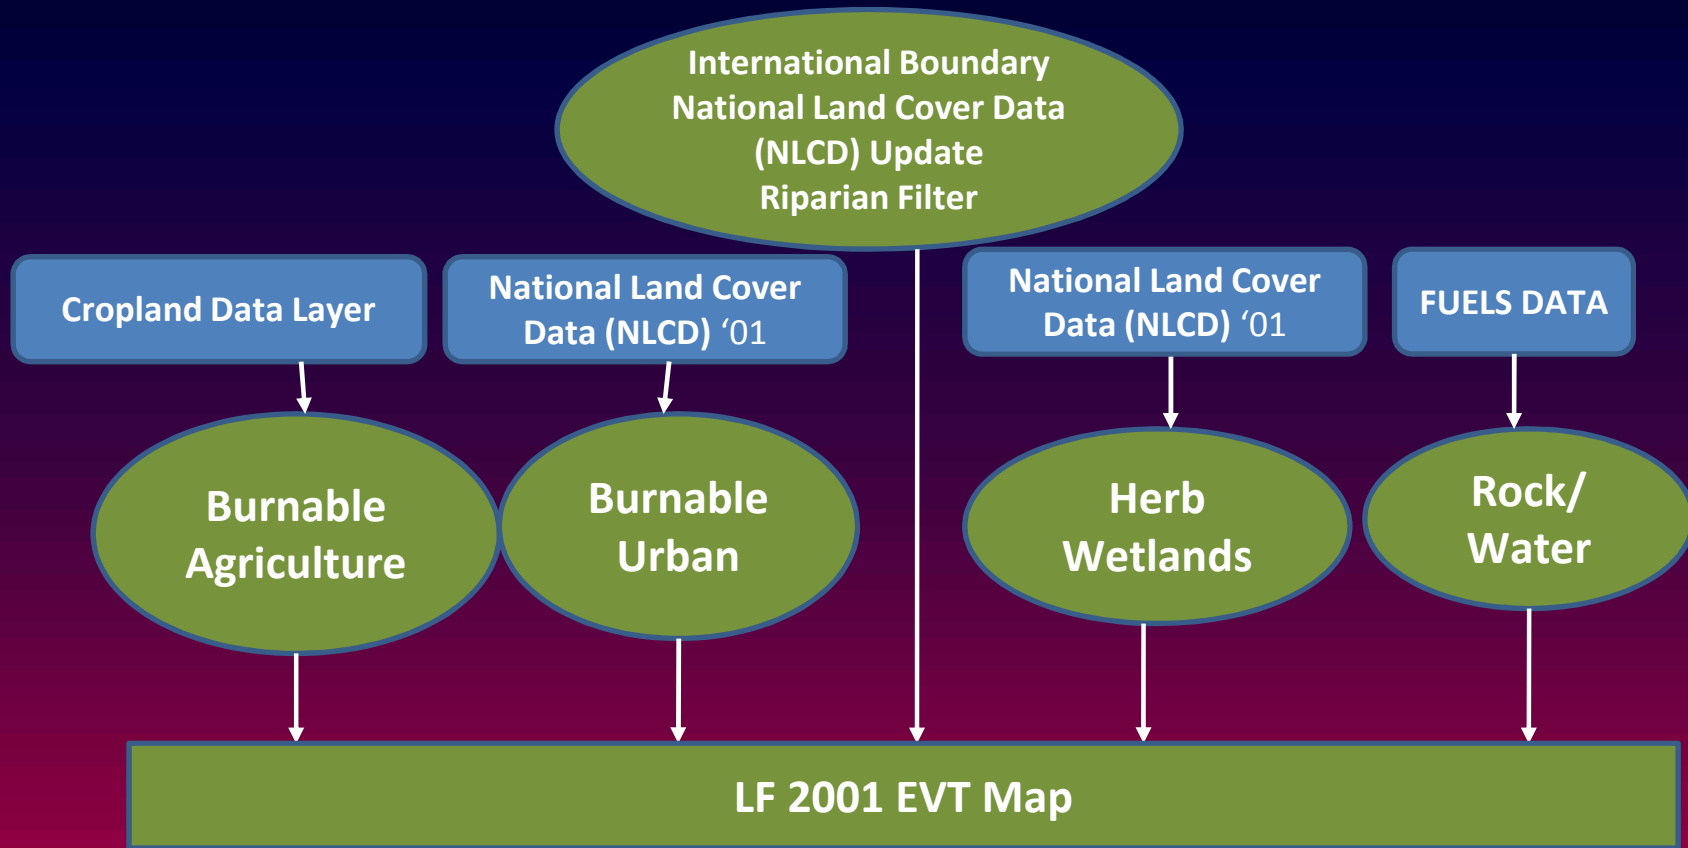 International Boundary
National Land Cover Data
(NLCD) Update
Riparian Filter
Cropland Data Layer
National Land Cover
Data (NLCD) ‘01
National Land Cover
Data (NLCD) ‘01
FUELS DATA
Burnable
Agriculture
Burnable
Urban
Herb
Wetlands
Rock/
Water
LF 2001 EVT Map